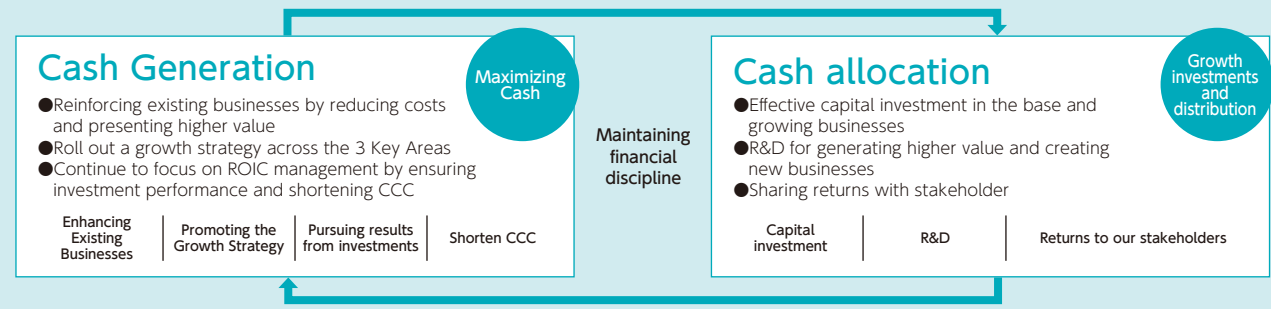 Cash Generation
Maximizing
Cash
●Reinforcing existing businesses by reducing costs
and presenting higher value
●Roll out a growth strategy across the 3 Key Areas
●Continue to focus on ROIC management by ensuring
investment performance and shortening CCC
Enhancing
Existing
Businesses
Promoting the
Growth Strategy
Pursuing results
from investments
Shorten CCC
Maintaining
financial
discipline
Cash allocation
Growth
investments
and
distribution
●Effective capital investment in the base and
growing businesses
●R&D for generating higher value and creating
new businesses
●Sharing returns with stakeholder
Capital
investment
R&D
Returns to our stakeholders